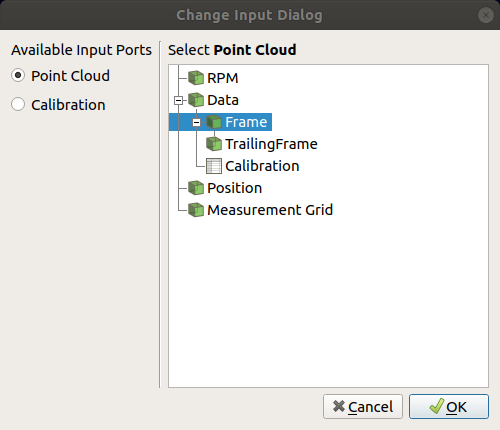 Change Input Dialog
Available Input Ports
Point Cloud
Calibration
Select Point Cloud
RPM
Data
Frame
TrailingFrame
Calibration
Position
Measurement Grid
Cancel
OK